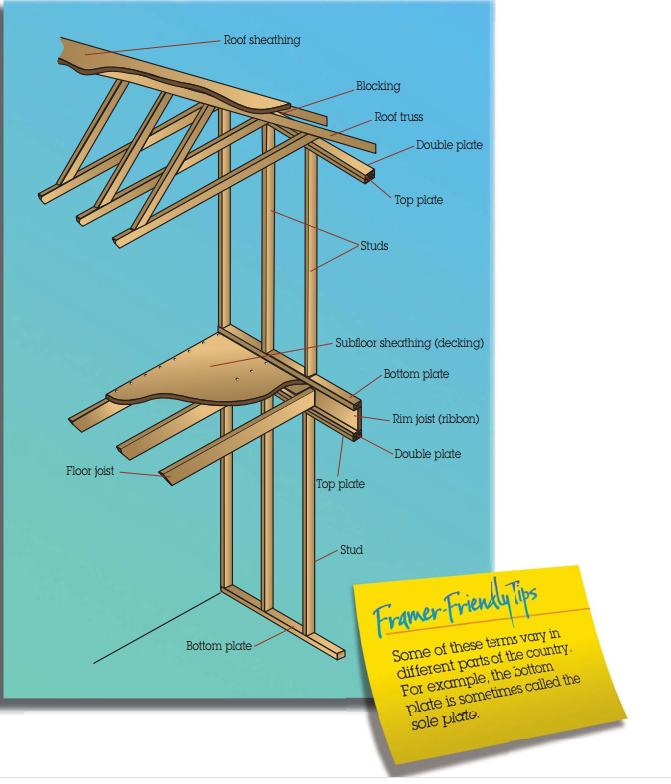 Roof sheathing
Blocking
Roof truss
Double plate
Top plate
Studs
Subfloor sheathing (decking)
Bottom plate
Rim joist (ribbon)
Double plate
Floor joist
Top plate
Stud
Bottom plate
Framer-Friendly Tips
Some of these terms vary in
different parts of the country.
For example, the bottom
plate is sometimes called the
sole plate.